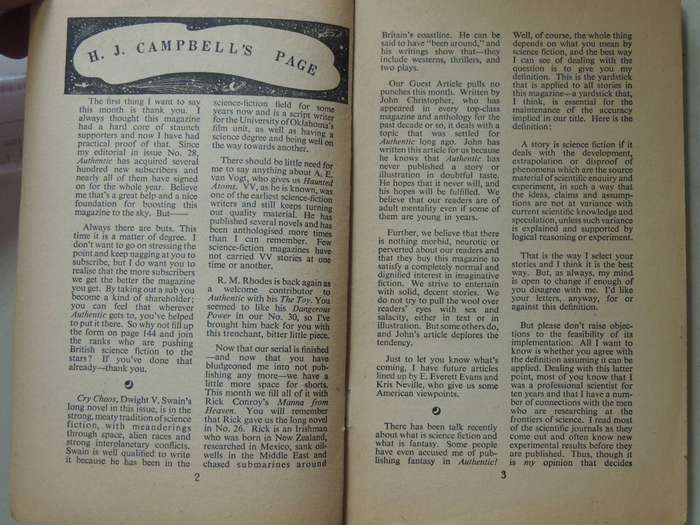 H. J. CAMPBELL'S PAGE
The first thing I want to say
this month is thank you. I
always thought this magazine
had a hard core of staunch
supporters and now I have had
practical proof of that. Since
my editorial in issue No. 28,
Authentic has acquired several
hundred new subscribers and
nearly all of them have signed
on for the whole year. Believe
me that's a great help and a nice
foundation for boosting this
magazine to the sky. But——
Always there are buts. This
time it is a matter of degree. I
don't want to go on stressing the
point and keep nagging at you to
subscribe, but I do want you to
realise that the more subscribers
we get the better the magazine
you get. By taking out a sub you
become a kind of shareholder;
you can feel that wherever
Authentic gets to, you've helped
to put it there. So why not fill up
the form on page 144 and join
the ranks who are pushing
British science fiction to the
stars? If you've done that
already—thank you.
Cry Chaos, Dwight V. Swain's
long novel in this issue, is in the
strong, meaty tradition of science
fiction, with meanderings
through space, alien races and
strong interplanetary conflicts.
Swain is well qualified to write
it because he has been in the
science-fiction field for some
years now and is a script writer
for the University of Oklahoma's
film unit, as well as having a
science degree and being well on
the way towards another.
There should be little need for
me to say anything about A. E.
van Vogt, who gives us Haunted
Atoms. VV, as he is known, was
one of the earliest science-fiction
writers and still keeps turning
out quality material. He has
published several novels and has
been anthologised more times
than I can remember. Few
science-fiction magazines have
not carried VV stories at one
time or another.
R. M. Rhodes is back again as
a welcome contributor to
Authentic with his The Toy. You
seemed to like his Dangerous
Power in our No. 30, so I've
brought him back for you with
this trenchant, bitter little piece.
Now that our serial is finished
—and now that you have
bludgeoned me into not pub-
lishing any more—we have a
little more space for shorts.
This month we fill all of it with
Rick Conroy's Manna from
Heaven. You will remember
that Rick gave us the long novel
in No. 26. Rick is an Irishman
who was born in New Zealand,
researched in Mexico, sank oil-
wells in the Middle East and
chased submarines around
2
Britain's coastline. He can be
said to have "been around," and
his writings show that—they
include westerns, thrillers, and
two plays.
Our Guest Article pulls no
punches this month. Written by
John Christopher, who has
appeared in every top-class
magazine and anthology for the
past decade or so, it deals with a
topic that was settled for
Authentic long ago. John has
written this article for us because
he knows that Authentic has
never published a story or
illustration in doubtful taste.
He hopes that it never will, and
his hopes will be fulfilled. We
believe that our readers are of
adult mentality even if some of
them are young in years.
Further, we believe that there
is nothing morbid, neurotic or
perverted about our readers and
that they buy this magazine to
satisfy a completely normal and
dignified interest in imaginative
fiction. We strive to entertain
with solid, decent stories. We
do not try to pull the wool over
readers' eyes with sex and
salacity, either in text or in
illustration. But some others do,
and John's article deplores the
tendency.
Just to let you know what's
coming, I have future articles
lined up by E. Everett Evans and
Kris Neville, who give us some
American viewpoints.
There has been talk recently
about what is science fiction and
what is fantasy. Some people
have even accused me of pub-
lishing fantasy in Authentic!
Well, of course, the whole thing
depends on what you mean by
science fiction, and the best way
I can see of dealing with the
question is to give you my
definition. This is the yardstick
that is applied to all stories in
this magazine—a yardstick that,
I think, is essential for the
maintenance of the accuracy
implied in our title. Here is the
definition:
A story is science fiction if it
deals with the development,
extrapolation or disproof of
phenomena which are the source
material of scientific enquiry and
experiment, in such a way that
the ideas, claims and assump-
tions are not at variance with
current scientific knowledge and
speculation, unless such variance
is explained and supported by
logical reasoning or experiment.
That is the way I select your
stories and I think it is the best
way. But, as always, my mind
is open to change if enough of
you disagree with me. I'd like
your letters, anyway, for or
against this definition.
But please don't raise objec-
tions to the feasibility of its
implementation. All I want to
know is whether you agree with
the definition assuming it can be
applied. Dealing with this latter
point, most of you know that I
was a professional scientist for
ten years and that I have a num-
ber of connections with the men
who are researching at the
frontiers of science. I read most
of the scientific journals as they
come out and often know new
experimental results before they
are published. Thus, though it
is my opinion that decides
3